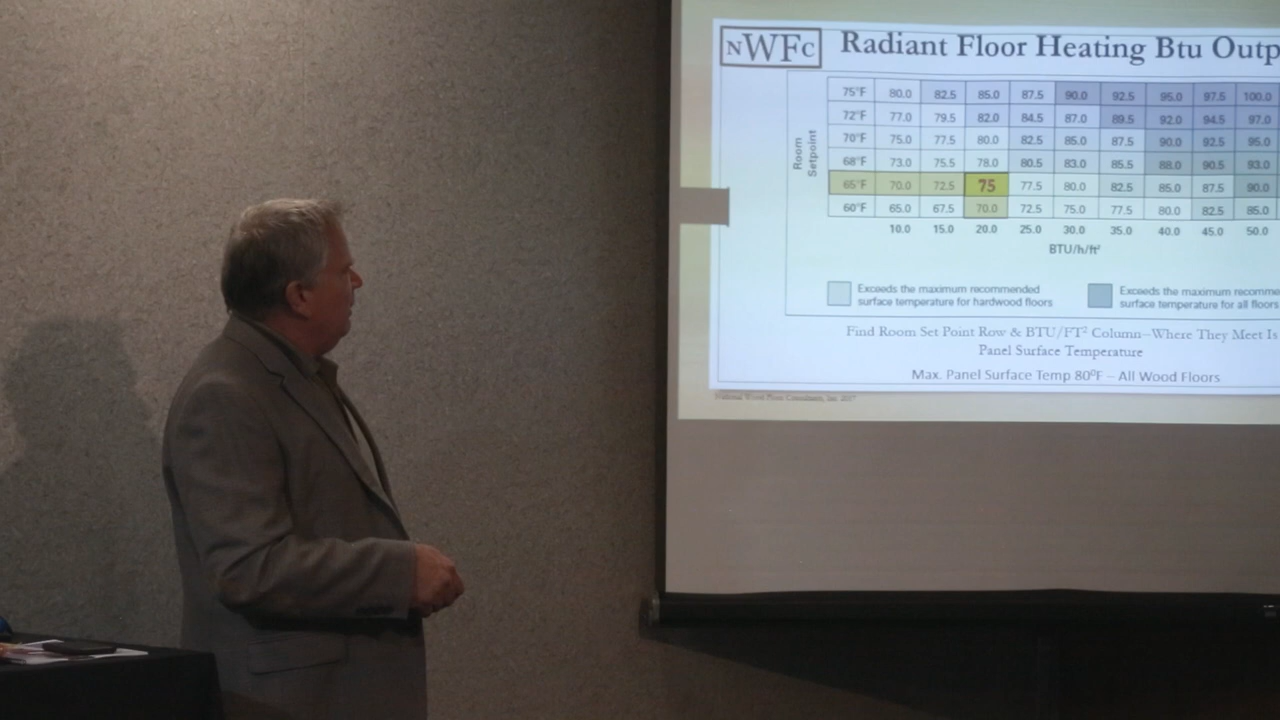 NWFC
Radiant Floor Heating Btu Outp
Room
Setpoint
75°F 80.0 82.5 85.0 87.5 90.0 92.5 95.0 97.5 100.0
72°F 77.0 79.5 82.0 84.5 87.0 89.5 92.0 94.5 97.0
70°F 75.0 77.5 80.0 82.5 85.0 87.5 90.0 92.5 95.0
68°F 73.0 75.5 78.0 80.5 83.0 85.5 88.0 90.5 93.0
65°F 70.0 72.5 75 77.5 80.0 82.5 85.0 87.5 90.0
60°F 65.0 67.5 70.0 72.5 75.0 77.5 80.0 82.5 85.0
10.0 15.0 20.0 25.0 30.0 35.0 40.0 45.0 50.0
BTU/h/ft²
Exceeds the maximum recommended
surface temperature for hardwood floors
Exceeds the maximum recomme
surface temperature for all floors
Find Room Set Point Row & BTU/FT² Column–Where They Meet Is
Panel Surface Temperature
Max. Panel Surface Temp 80⁰F – All Wood Floors
National Wood Floor Consultants, Inc. 2017